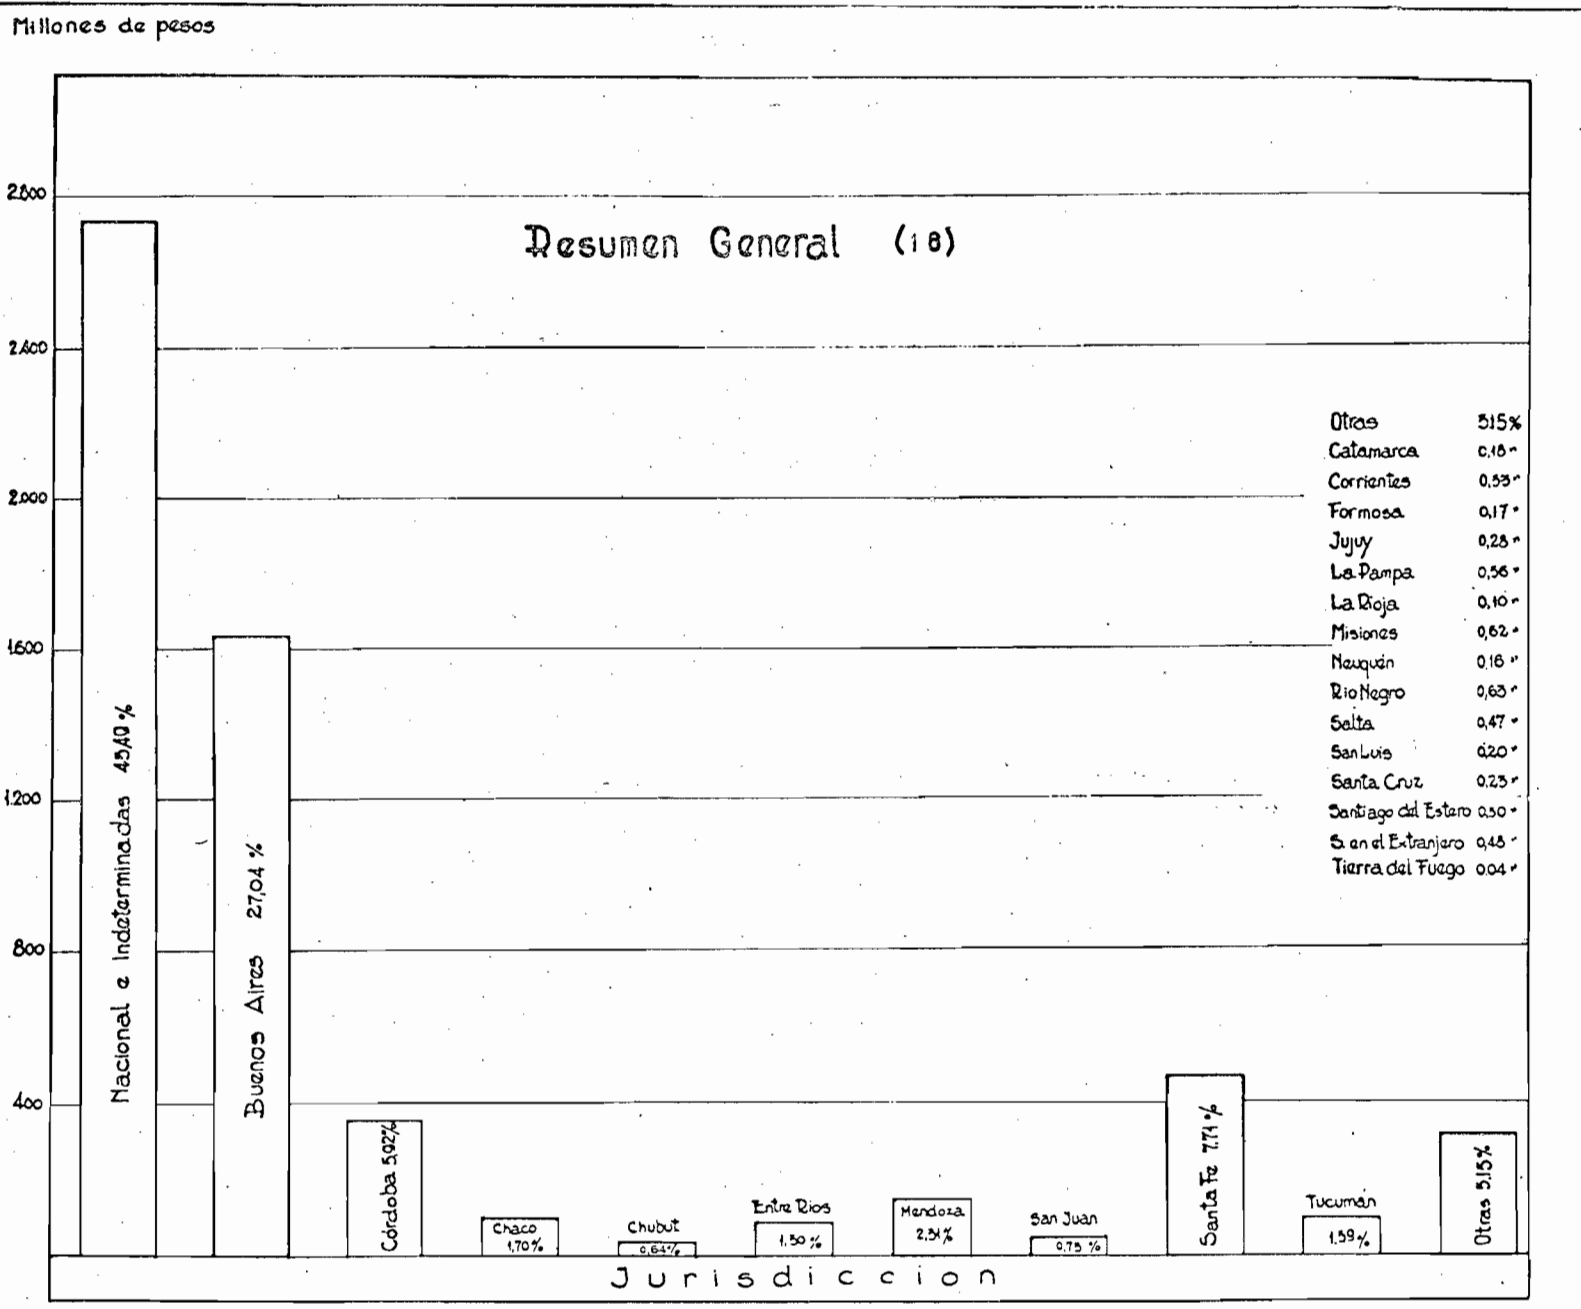 Millones de pesos
2.800
Resumen General (18)
2.400
2.000
1.600
1.200
800
400
Otras 5,15%
Catamarca 0,18 "
Corrientes 0,53 "
Formosa 0,17 "
Jujuy 0,28 "
La Pampa 0,56 "
La Rioja 0,10 "
Misiones 0,62 "
Neuquén 0,16 "
Rio Negro 0,63 "
Salta 0,47 "
San Luis 0,20 "
Santa Cruz 0,23 "
Santiago del Estero 0,50 "
S. en el Extranjero 0,48 "
Tierra del Fuego 0,04 "
Nacional e Indeterminadas 45,40 %
Buenos Aires 27,04 %
Córdoba 5,92%
Chaco
1,70 %
Chubut
0,64 %
Entre Rios
1,50 %
Mendoza
2,31 %
San Juan
0,75 %
Santa Fe 7,71 %
Tucumán
1,59 %
Otras 5,15%
Jurisdiccion